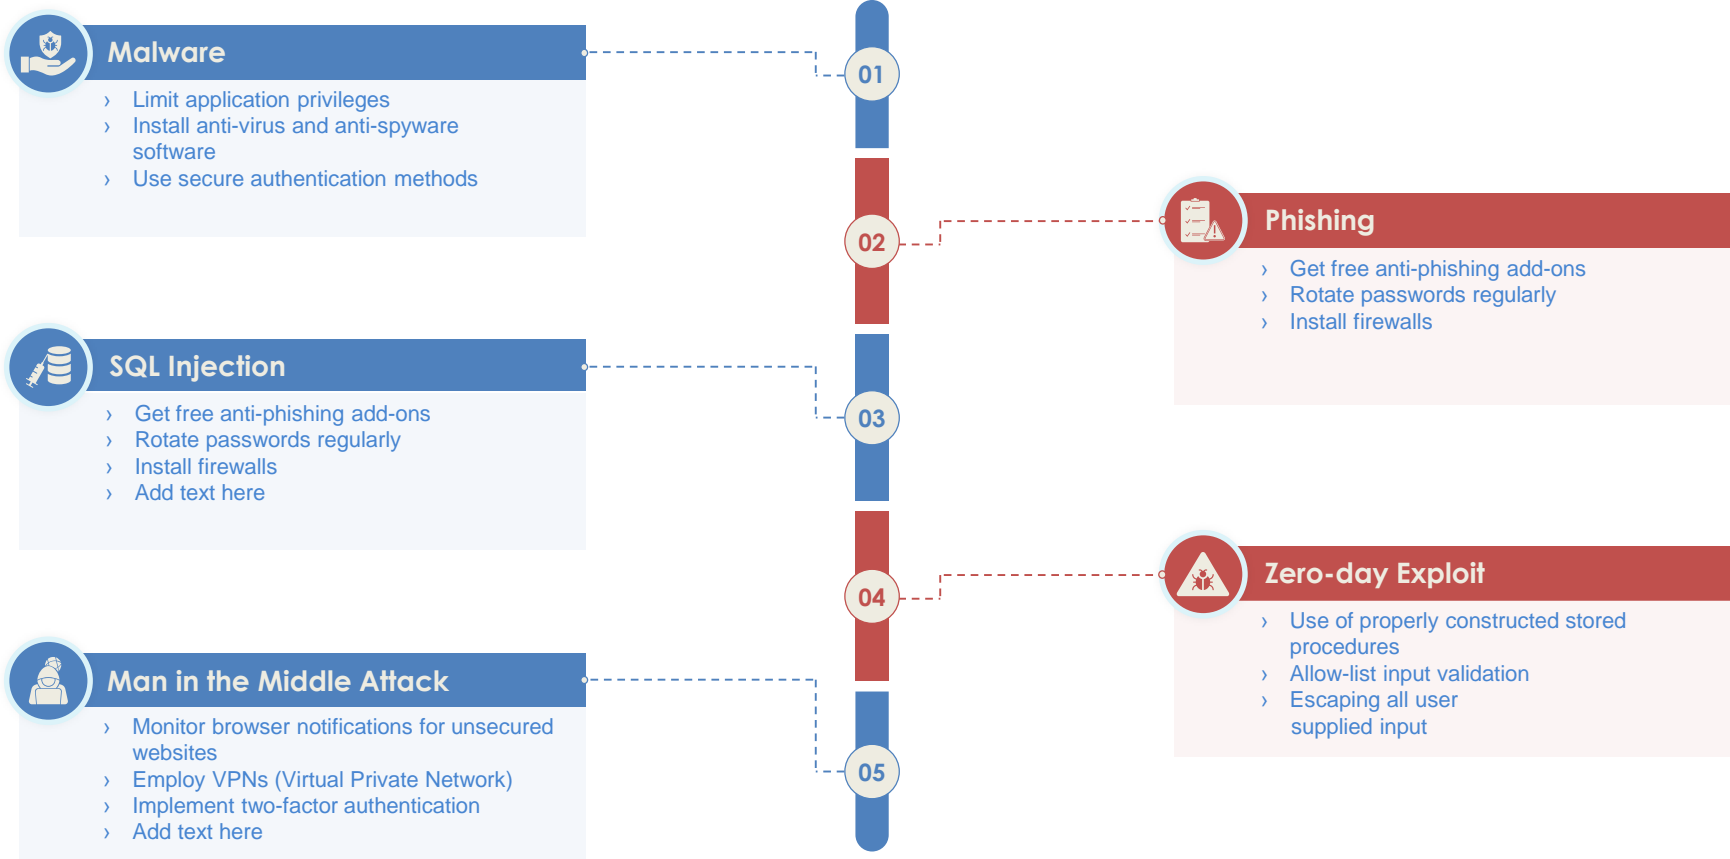 Malware
› Limit application privileges
› Install anti-virus and anti-spyware
software
› Use secure authentication methods
01
02
Phishing
› Get free anti-phishing add-ons
› Rotate passwords regularly
› Install firewalls
SQL Injection
› Get free anti-phishing add-ons
› Rotate passwords regularly
› Install firewalls
› Add text here
03
04
Zero-day Exploit
› Use of properly constructed stored
procedures
› Allow-list input validation
› Escaping all user
supplied input
Man in the Middle Attack
› Monitor browser notifications for unsecured
websites
› Employ VPNs (Virtual Private Network)
› Implement two-factor authentication
› Add text here
05